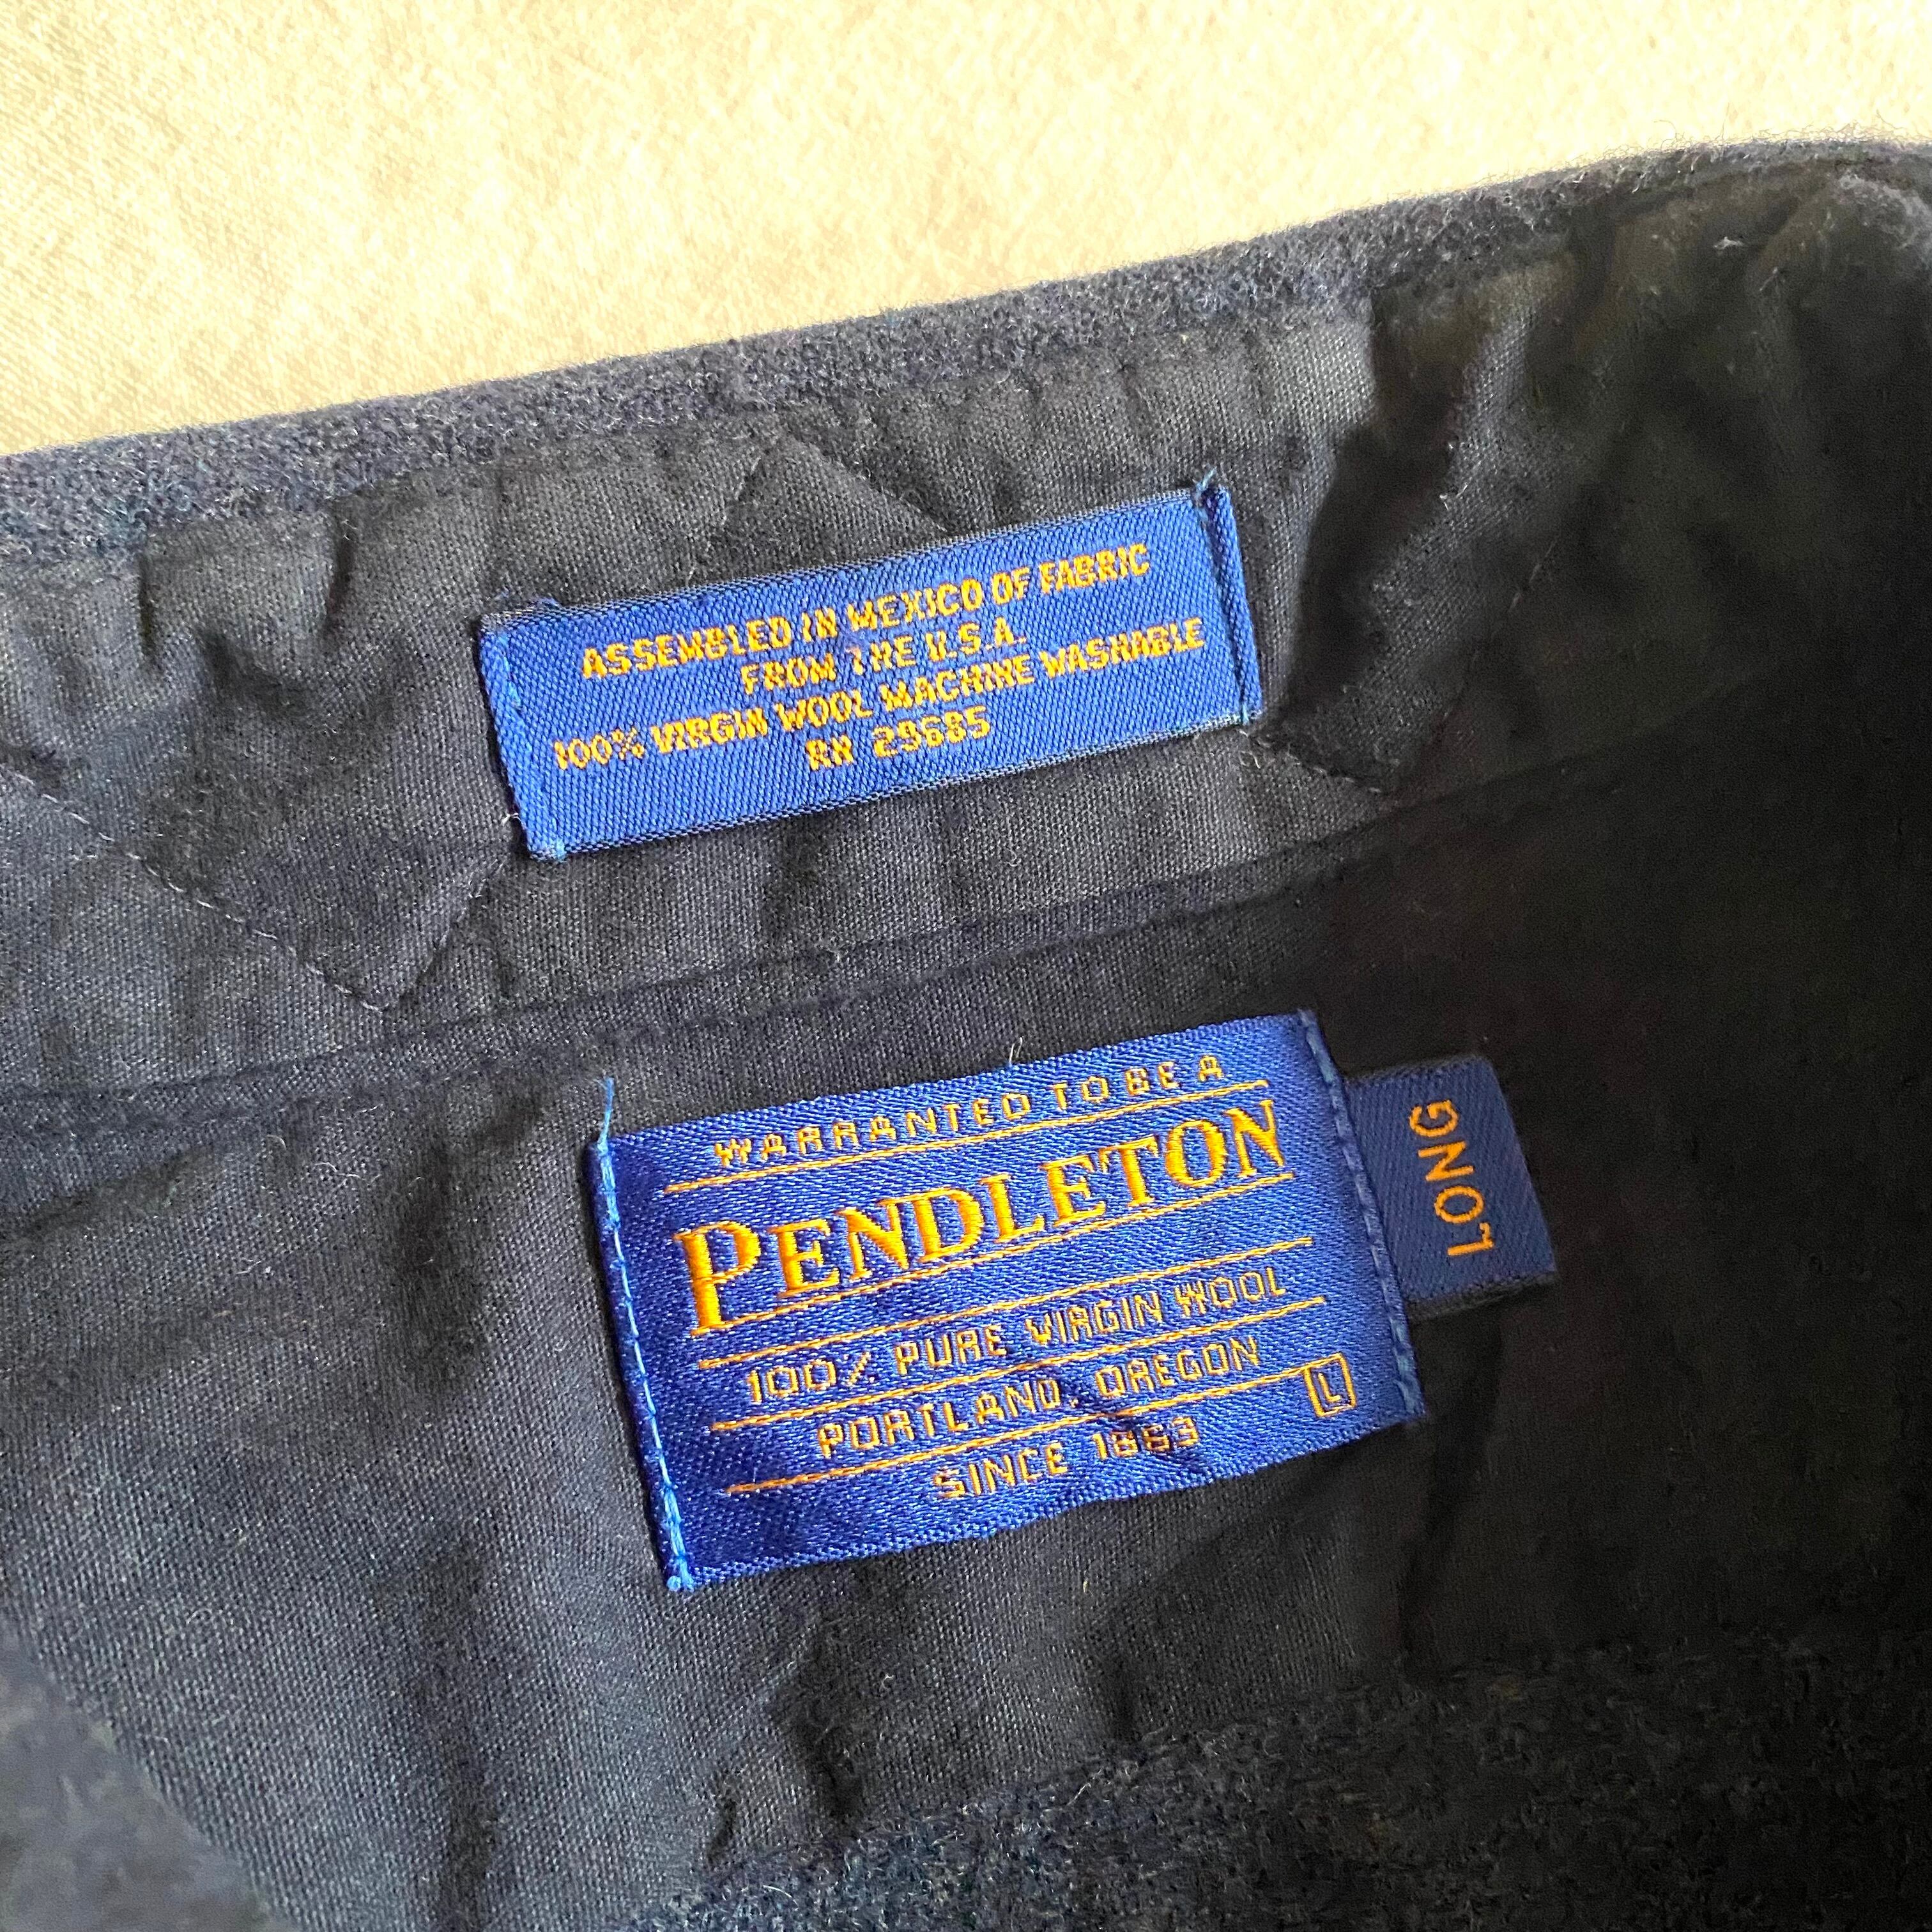 ASSEMBLED IN MEXICO OF FABRIC
FROM THE U.S.A.
100% VIRGIN WOOL MACHINE WASHABLE
RN 29685
WARRANTED TO BE A
PENDLETON
100% PURE VIRGIN WOOL
PORTLAND, OREGON
SINCE 1863
L
LONG